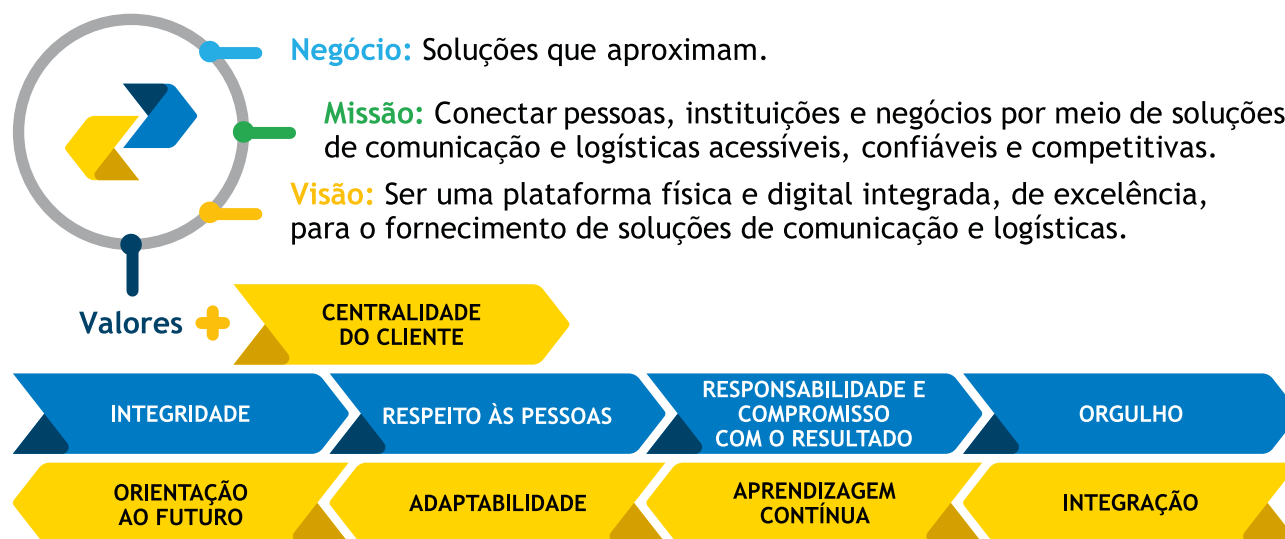 Negócio: Soluções que aproximam.
Missão: Conectar pessoas, instituições e negócios por meio de soluções
de comunicação e logísticas acessíveis, confiáveis e competitivas.
Visão: Ser uma plataforma física e digital integrada, de excelência,
para o fornecimento de soluções de comunicação e logísticas.
Valores +
CENTRALIDADE
DO CLIENTE
INTEGRIDADE
RESPEITO ÀS PESSOAS
RESPONSABILIDADE E
COMPROMISSO
COM O RESULTADO
ORGULHO
ORIENTAÇÃO
AO FUTURO
ADAPTABILIDADE
APRENDIZAGEM
CONTÍNUA
INTEGRAÇÃO